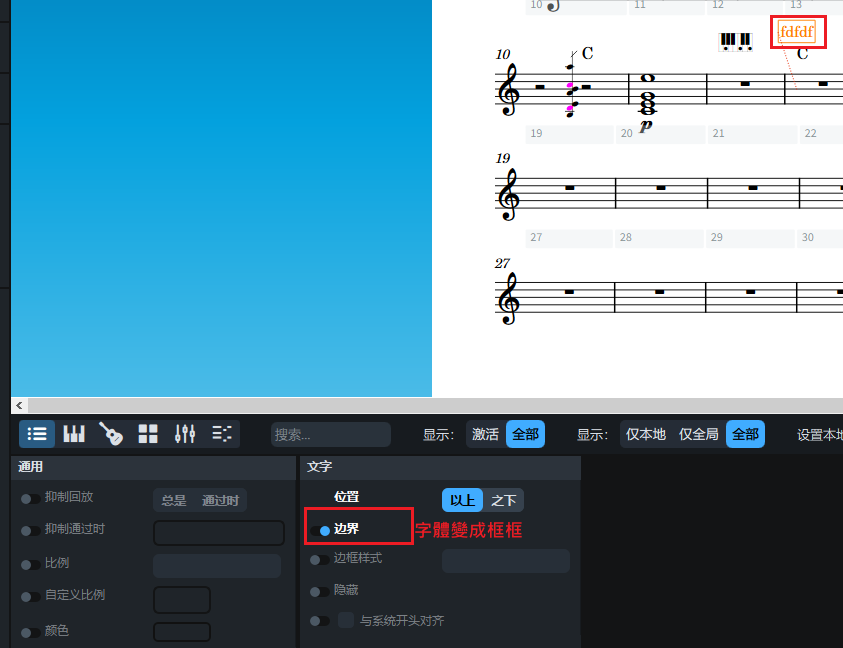 10 11 12 13
fdfdf
10 C C
p
19 20 21 22
19
27 28 29 30
27
搜索... 显示: 激活 全部 显示: 仅本地 仅全局 全部 设置本
通用 文字
抑制回放 总是 通过时 位置 以上 之下
抑制通过时 边界 字體變成框框
比例 边框样式
自定义比例 隐藏
颜色 与系统开头对齐